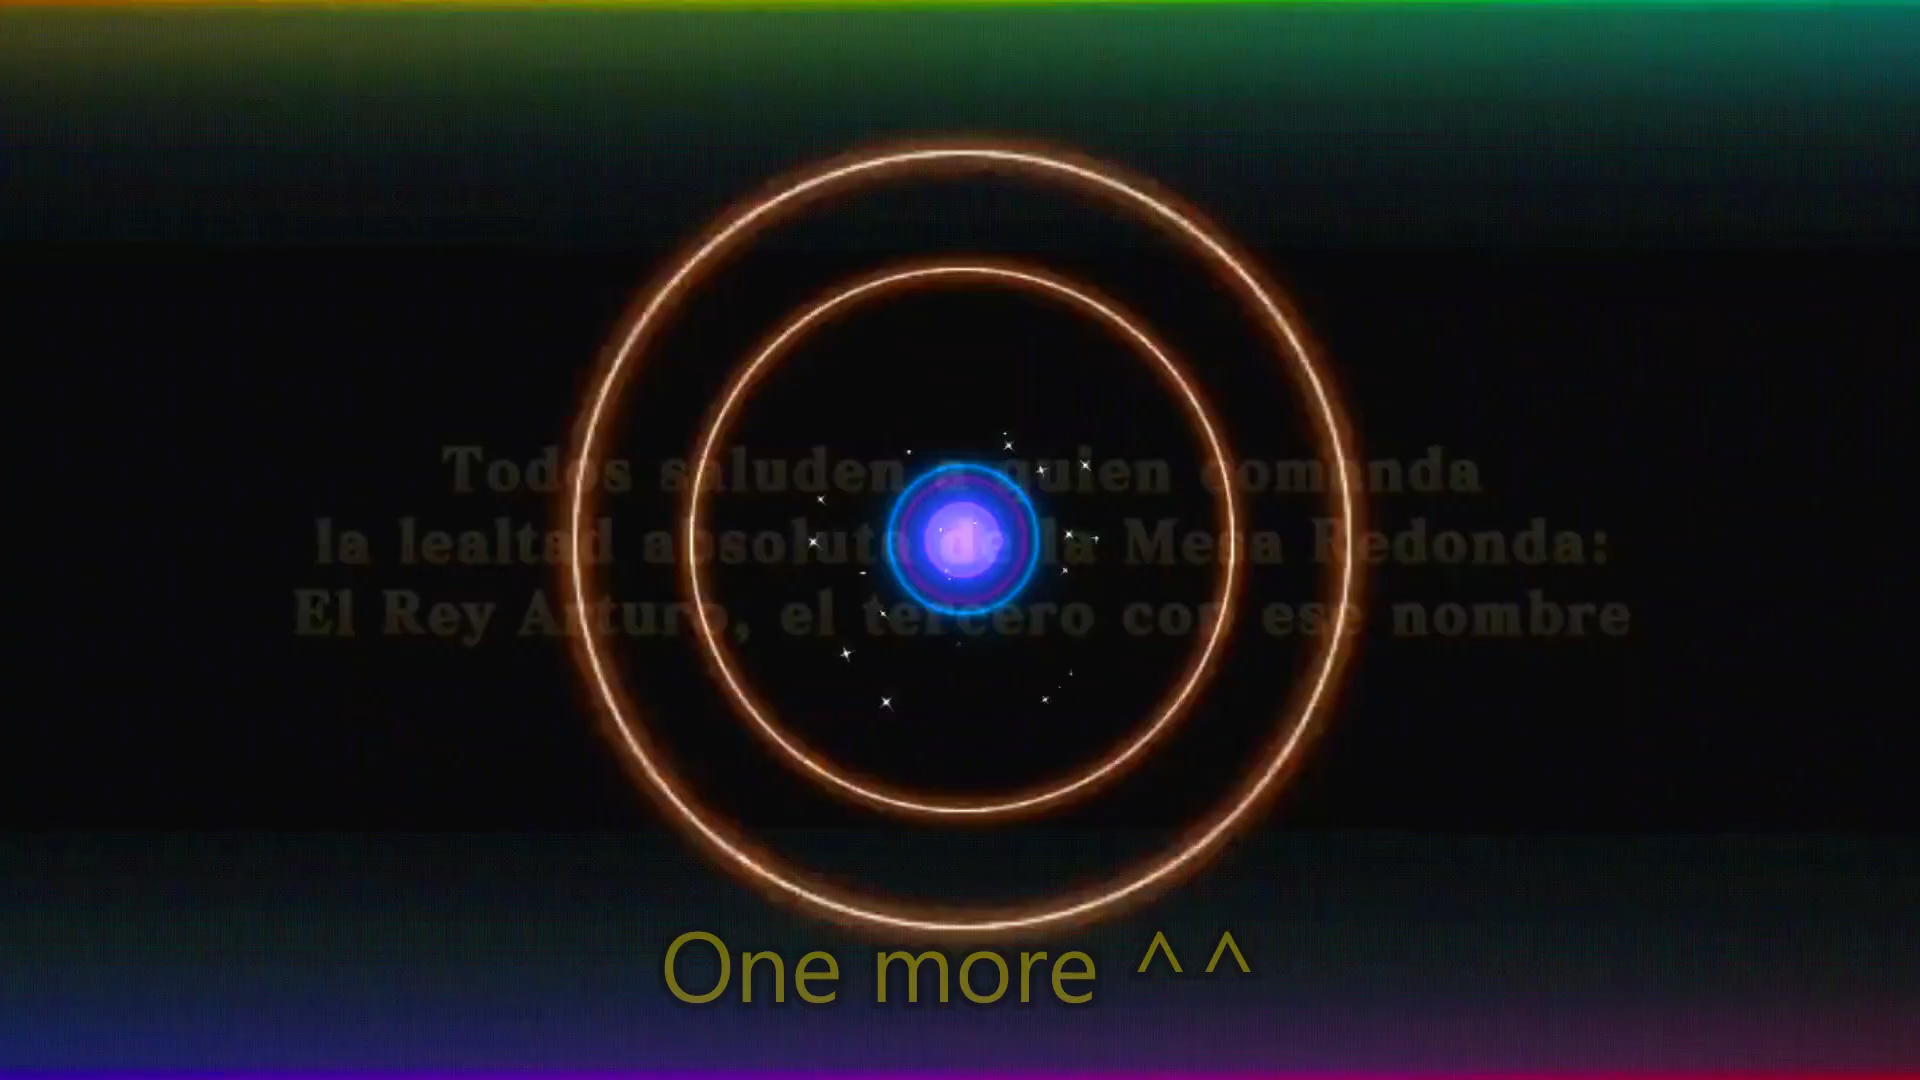 Todos saluden a quien comanda
la lealtad absoluta de la Mesa Redonda:
El Rey Arturo, el tercero con ese nombre
One more ^^